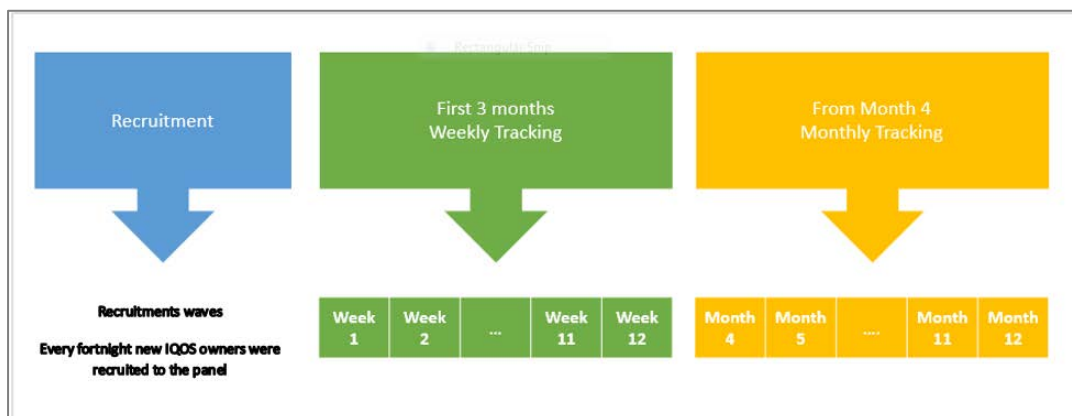 Rectangular Snip
Recruitment
First 3 months
Weekly Tracking
From Month 4
Monthly Tracking
Recruitments waves
Every fortnight new IQOS owners were
recruited to the panel
Week
1
Week
2
...
Week
11
Week
12
Month
4
Month
5
....
Month
11
Month
12